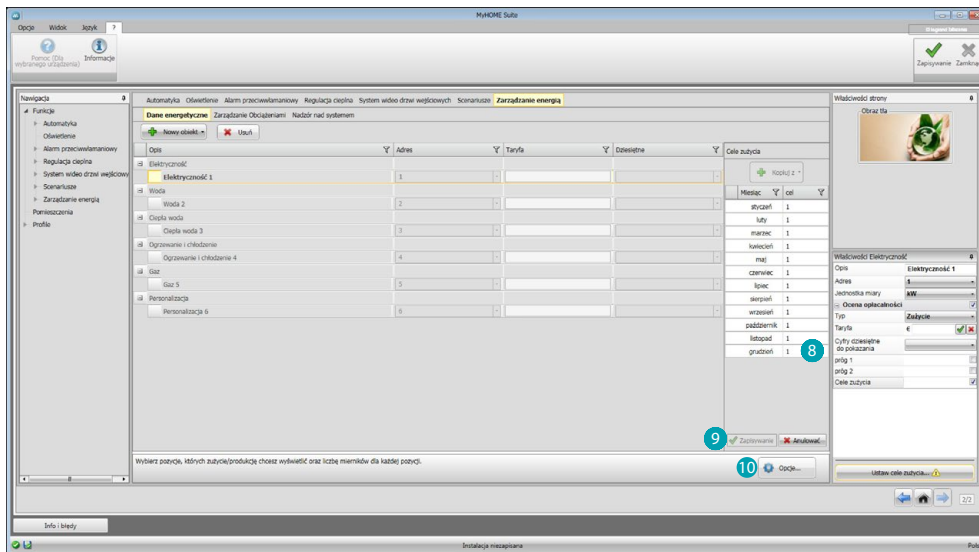 MyHOME Suite
Opcje Widok Język ?
Pomoc (Dla wybranego urządzenia)
Informacje
Zapisywanie
Nawigacja
Funkcje
Automatyka
Oświetlenie
Alarm przeciwwłamaniowy
Regulacja cieplna
System wideo drzwi wejściowy
Scenariusze
Zarządzanie energią
Pomieszczenia
Profile
Automatyka Oświetlenie Alarm przeciwwłamaniowy Regulacja cieplna System wideo drzwi wejściowych Scenariusze Zarządzanie energią
Dane energetyczne Zarządzanie Obciążeniami Nadzór nad systemem
Nowy obiekt
Usuń
Opis Adres Taryfa Dziesiętne
Elektryczność
Elektryczność 1 1
Woda
Woda 2 2
Ciepła woda
Ciepła woda 3 3
Ogrzewanie i chłodzenie
Ogrzewanie i chłodzenie 4 4
Gaz
Gaz 5 5
Personalizacja
Personalizacja 6 6
Cele zużycia
Kopiuj z
Miesiąc cel
styczeń 1
luty 1
marzec 1
kwiecień 1
maj 1
czerwiec 1
lipiec 1
sierpień 1
wrzesień 1
październik 1
listopad 1
grudzień 1
8
9
Zapisywanie
Anulować
Wybierz pozycje, których zużycie/produkcję chcesz wyświetlić oraz liczbę mierników dla każdej pozycji.
10
Opcje...
Właściwości strony
Obraz tła
Właściwości Elektryczność
Opis Elektryczność 1
Adres 1
Jednostka miary kW
Ocena opłacalności
Typ Zużycie
Taryfa €
Cyfry dziesiętne do pokazania
próg 1
próg 2
Cele zużycia
Ustaw cele zużycia...
2/2
Info i błędy
Instalacja niezapisana